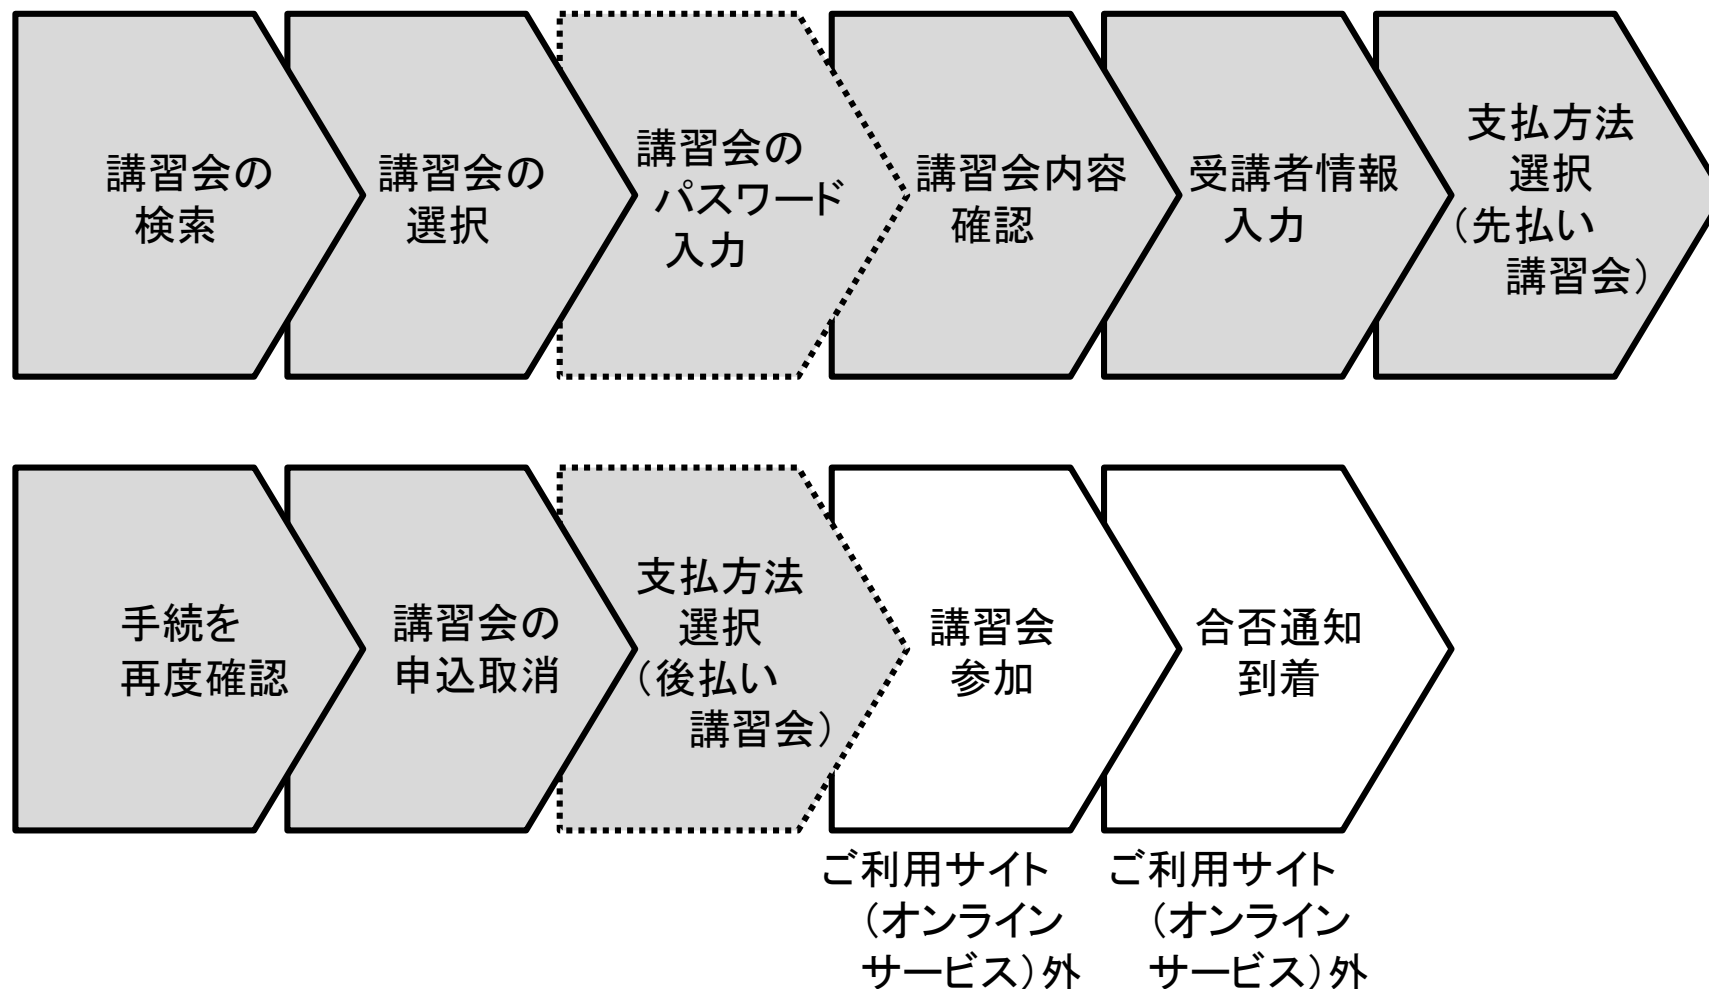 講習会の
検索
講習会の
選択
講習会の
パスワード
入力
講習会内容
確認
受講者情報
入力
支払方法
選択
（先払い
講習会）
手続を
再度確認
講習会の
申込取消
支払方法
選択
（後払い
講習会）
講習会
参加
合否通知
到着
ご利用サイト
（オンライン
サービス）外
ご利用サイト
（オンライン
サービス）外